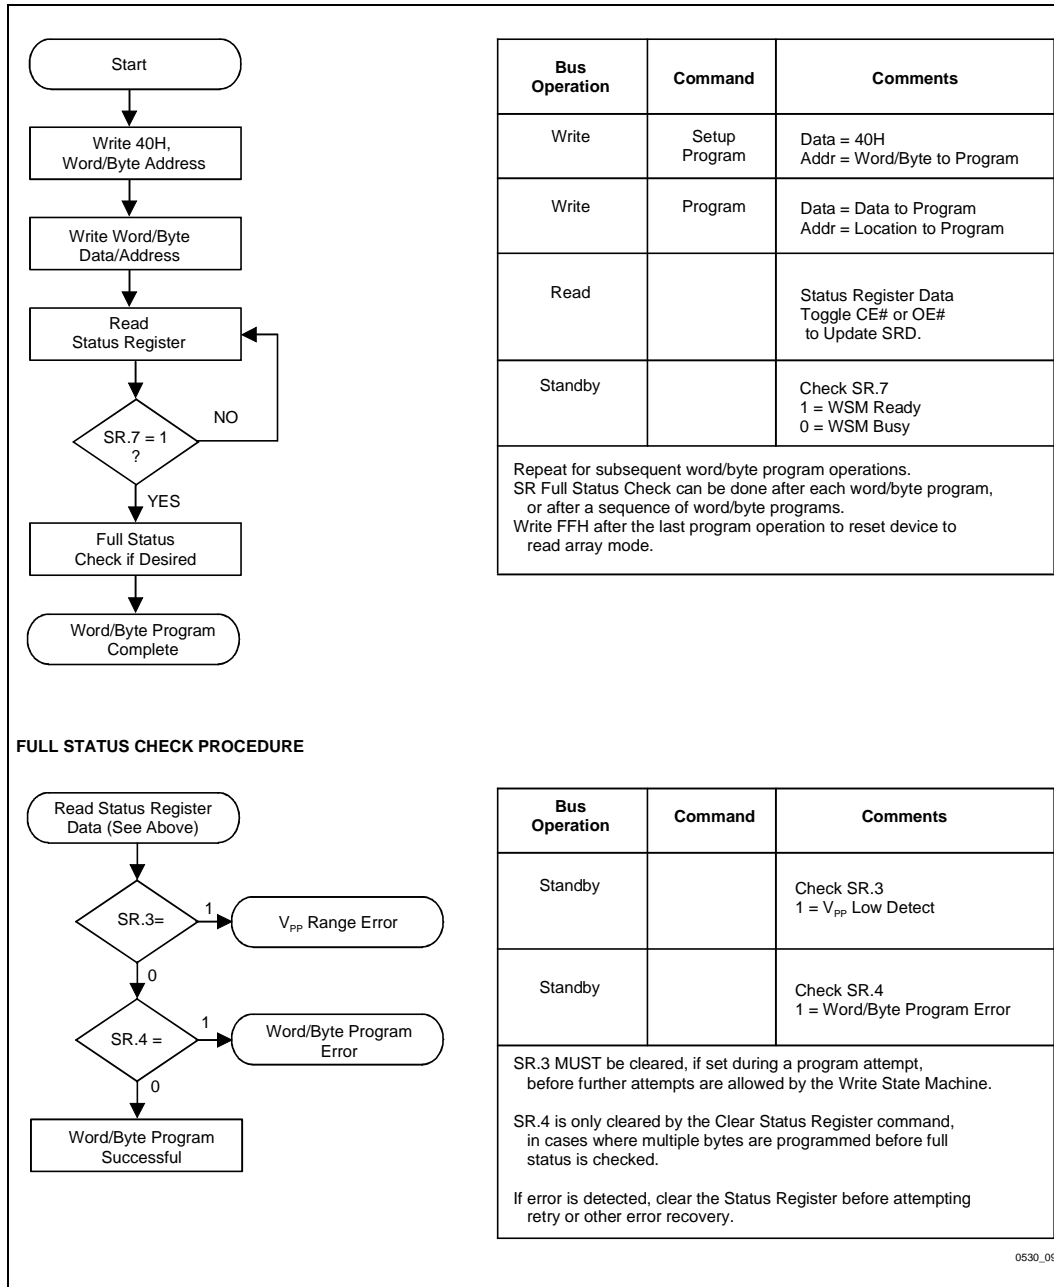 Start
Write 40H,
Word/Byte Address
Write Word/Byte
Data/Address
Read
Status Register
NO
SR.7 = 1
?
YES
Full Status
Check if Desired
Word/Byte Program
Complete
Bus
Operation
Command
Comments
Write
Setup
Program
Data = 40H
Addr = Word/Byte to Program
Write
Program
Data = Data to Program
Addr = Location to Program
Read
Status Register Data
Toggle CE# or OE#
to Update SRD.
Standby
Check SR.7
1 = WSM Ready
0 = WSM Busy
Repeat for subsequent word/byte program operations.
SR Full Status Check can be done after each word/byte program,
or after a sequence of word/byte programs.
Write FFH after the last program operation to reset device to
read array mode.
FULL STATUS CHECK PROCEDURE
Read Status Register
Data (See Above)
SR.3=
1
VPP Range Error
0
SR.4 =
1
Word/Byte Program
Error
0
Word/Byte Program
Successful
Bus
Operation
Command
Comments
Standby
Check SR.3
1 = VPP Low Detect
Standby
Check SR.4
1 = Word/Byte Program Error
SR.3 MUST be cleared, if set during a program attempt,
before further attempts are allowed by the Write State Machine.
SR.4 is only cleared by the Clear Status Register command,
in cases where multiple bytes are programmed before full
status is checked.
If error is detected, clear the Status Register before attempting
retry or other error recovery.
0530_09